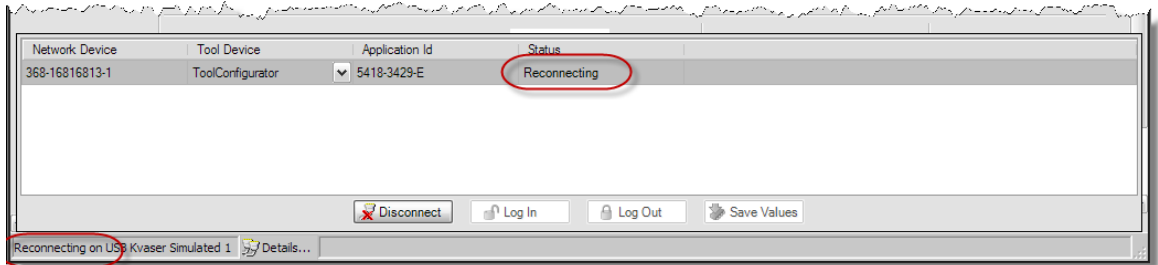 Network Device Tool Device Application Id Status
368-16816813-1 ToolConfigurator 5418-3429-E Reconnecting
Disconnect Log In Log Out Save Values
Reconnecting on USB Kvaser Simulated 1 Details...